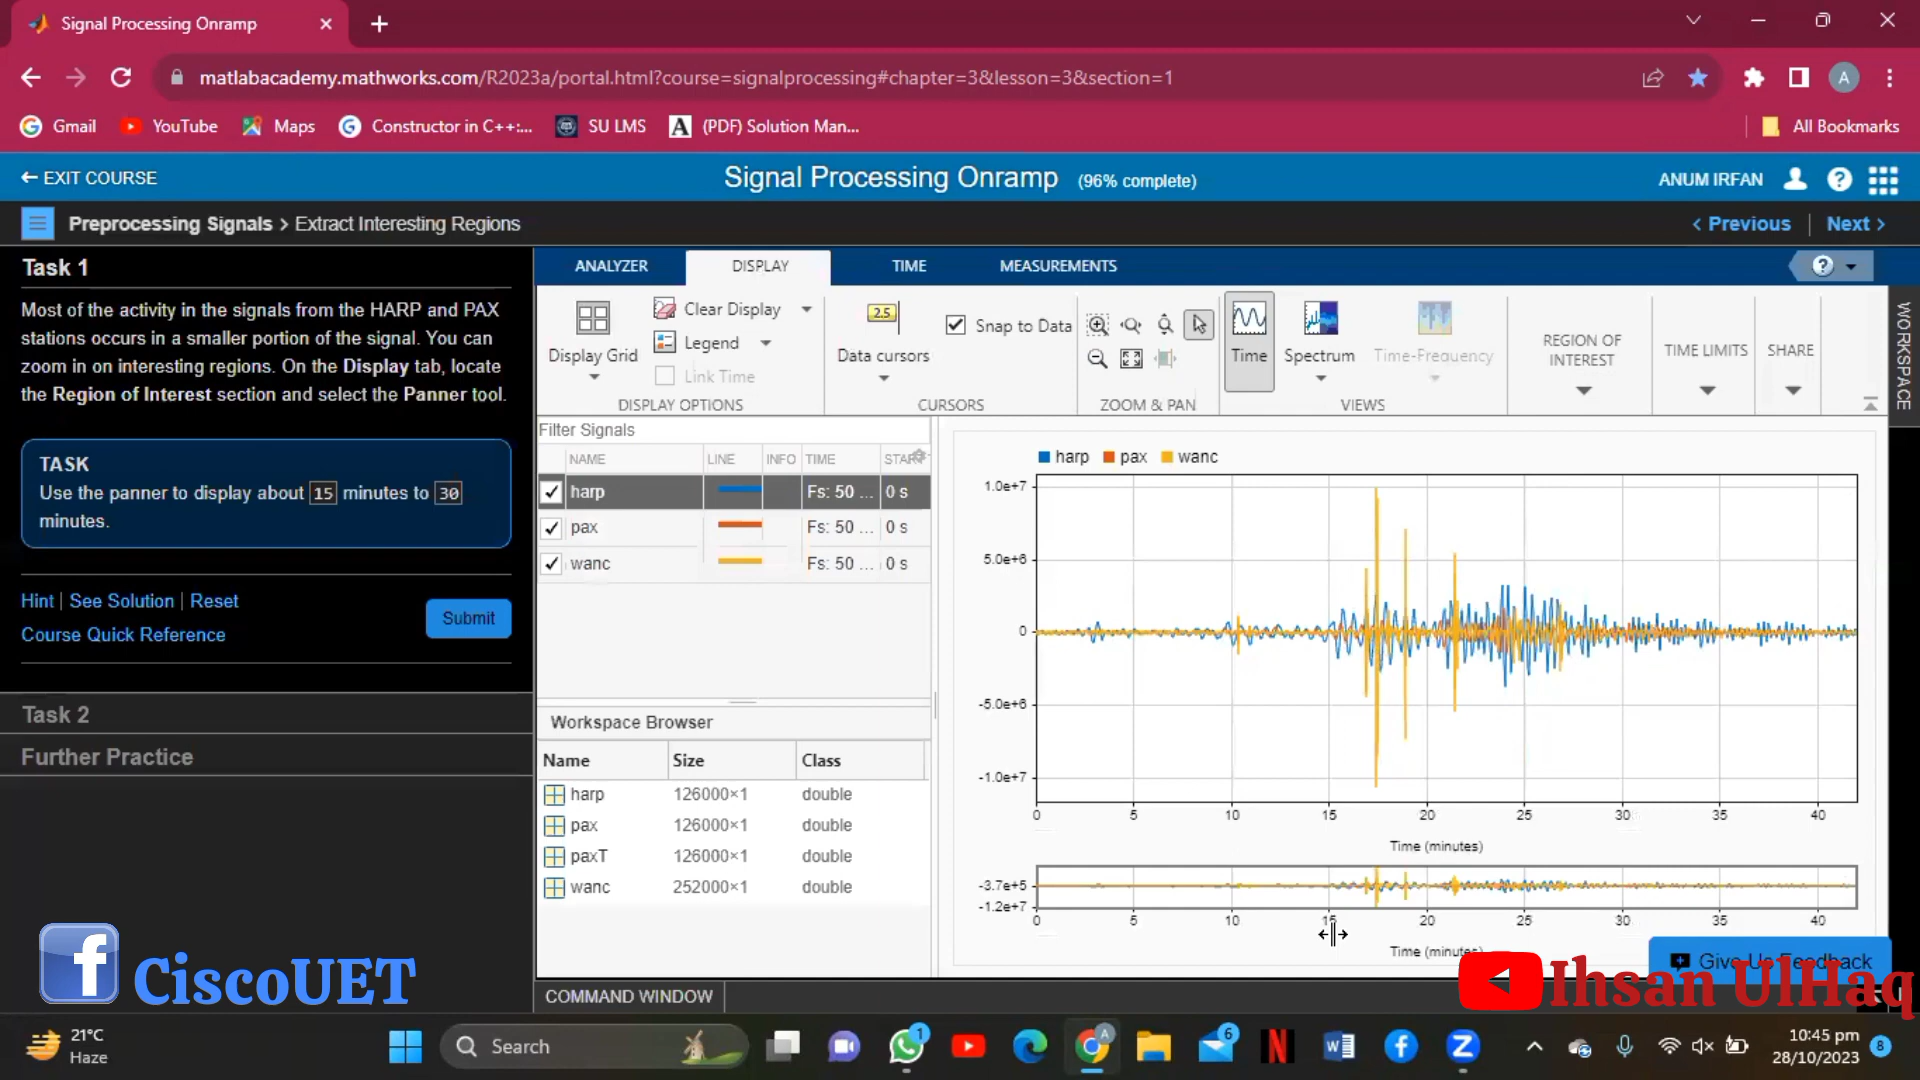 Signal Processing Onramp
matlabacademy.mathworks.com/R2023a/portal.html?course=signalprocessing#chapter=3&lesson=3&section=1
A
Gmail YouTube Maps Constructor in C++:... SU LMS (PDF) Solution Man... All Bookmarks
EXIT COURSE
Signal Processing Onramp (96% complete)
ANUM IRFAN
Preprocessing Signals > Extract Interesting Regions
< Previous | Next >
Task 1
Most of the activity in the signals from the HARP and PAX
stations occurs in a smaller portion of the signal. You can
zoom in on interesting regions. On the Display tab, locate
the Region of Interest section and select the Panner tool.
TASK
Use the panner to display about 15 minutes to 30
minutes.
Hint | See Solution | Reset
Course Quick Reference
Submit
Task 2
Further Practice
ANALYZER DISPLAY TIME MEASUREMENTS
Display Grid
Clear Display
Legend
Link Time
DISPLAY OPTIONS
2.5
Data cursors
Snap to Data
CURSORS
ZOOM & PAN
Time Spectrum Time-Frequency
VIEWS
REGION OF
INTEREST
TIME LIMITS
SHARE
WORKSPACE
Filter Signals
NAME LINE INFO TIME START
harp Fs: 50 ... 0 s
pax Fs: 50 ... 0 s
wanc Fs: 50 ... 0 s
Workspace Browser
Name Size Class
harp 126000×1 double
pax 126000×1 double
paxT 126000×1 double
wanc 252000×1 double
harp pax wanc
1.0e+7
5.0e+6
0
-5.0e+6
-1.0e+7
0 5 10 15 20 25 30 35 40
Time (minutes)
-3.7e+5
-1.2e+7
0 5 10 15 20 25 30 35 40
Time (minutes)
Give Us Feedback
COMMAND WINDOW
f CiscoUET
Ihsan UlHaq
21°C
Haze
Search
1
A
6
10:45 pm
28/10/2023
8